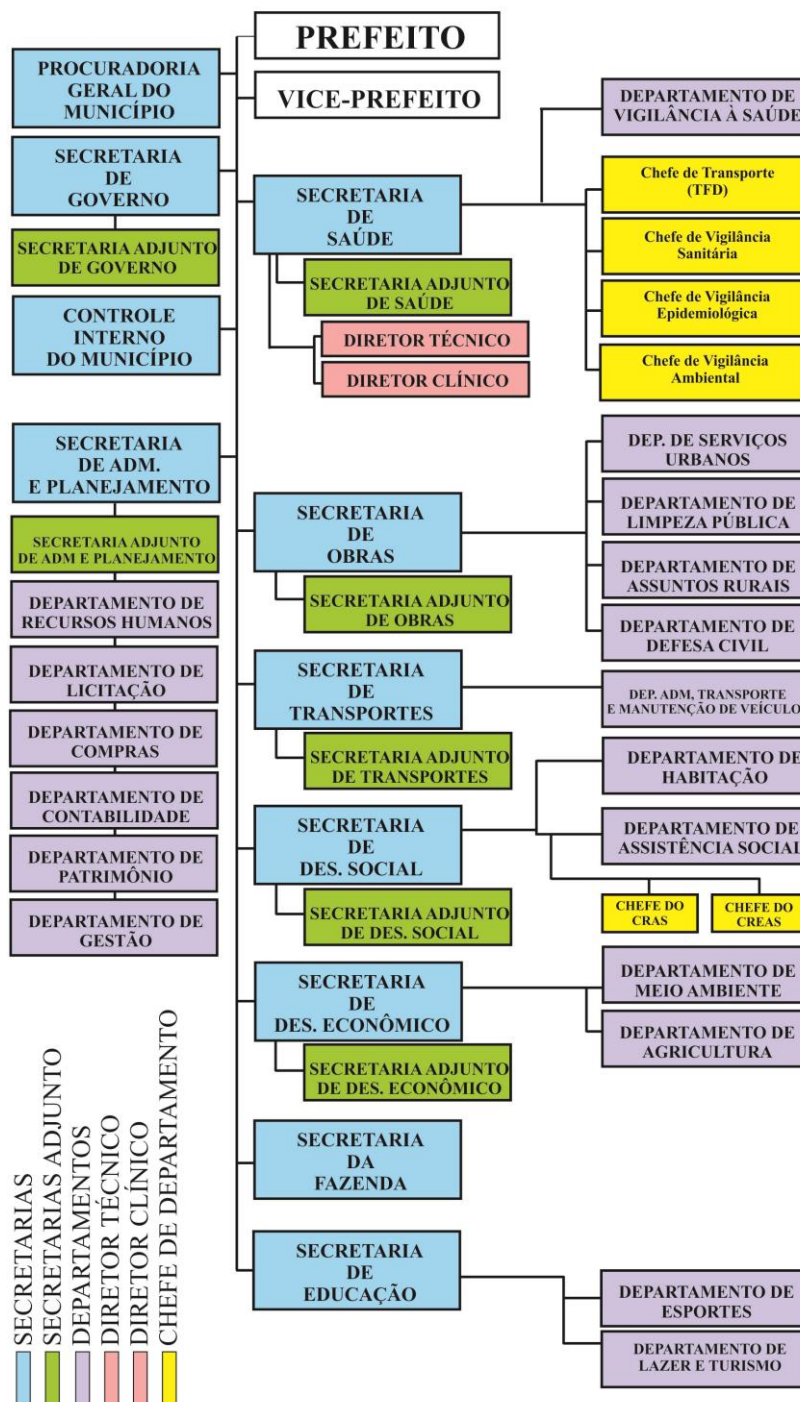 PREFEITO
VICE-PREFEITO
PROCURADORIA
GERAL DO
MUNICÍPIO
SECRETARIA
DE
GOVERNO
SECRETARIA ADJUNTO
DE GOVERNO
CONTROLE
INTERNO
DO MUNICÍPIO
SECRETARIA
DE ADM.
E PLANEJAMENTO
SECRETARIA ADJUNTO
DE ADM E PLANEJAMENTO
DEPARTAMENTO DE
RECURSOS HUMANOS
DEPARTAMENTO DE
LICITAÇÃO
DEPARTAMENTO DE
COMPRAS
DEPARTAMENTO DE
CONTABILIDADE
DEPARTAMENTO DE
PATRIMÔNIO
DEPARTAMENTO DE
GESTÃO
SECRETARIA
DE
SAÚDE
SECRETARIA ADJUNTO
DE SAÚDE
DIRETOR TÉCNICO
DIRETOR CLÍNICO
DEPARTAMENTO DE
VIGILÂNCIA À SAÚDE
Chefe de Transporte
(TFD)
Chefe de Vigilância
Sanitária
Chefe de Vigilância
Epidemiológica
Chefe de Vigilância
Ambiental
SECRETARIA
DE
OBRAS
SECRETARIA ADJUNTO
DE OBRAS
DEP. DE SERVIÇOS
URBANOS
DEPARTAMENTO DE
LIMPEZA PÚBLICA
DEPARTAMENTO DE
ASSUNTOS RURAIS
DEPARTAMENTO DE
DEFESA CIVIL
SECRETARIA
DE
TRANSPORTES
SECRETARIA ADJUNTO
DE TRANSPORTES
DEP. ADM, TRANSPORTE
E MANUTENÇÃO DE VEÍCULO
SECRETARIA
DE
DES. SOCIAL
SECRETARIA ADJUNTO
DE DES. SOCIAL
DEPARTAMENTO DE
HABITAÇÃO
DEPARTAMENTO DE
ASSISTÊNCIA SOCIAL
CHEFE DO
CRAS
CHEFE DO
CREAS
SECRETARIA
DE
DES. ECONÔMICO
SECRETARIA ADJUNTO
DE DES. ECONÔMICO
DEPARTAMENTO DE
MEIO AMBIENTE
DEPARTAMENTO DE
AGRICULTURA
SECRETARIA
DA
FAZENDA
SECRETARIA
DE
EDUCAÇÃO
DEPARTAMENTO DE
ESPORTES
DEPARTAMENTO DE
LAZER E TURISMO
SECRETARIAS
SECRETARIAS ADJUNTO
DEPARTAMENTOS
DIRETOR TÉCNICO
DIRETOR CLÍNICO
CHEFE DE DEPARTAMENTO